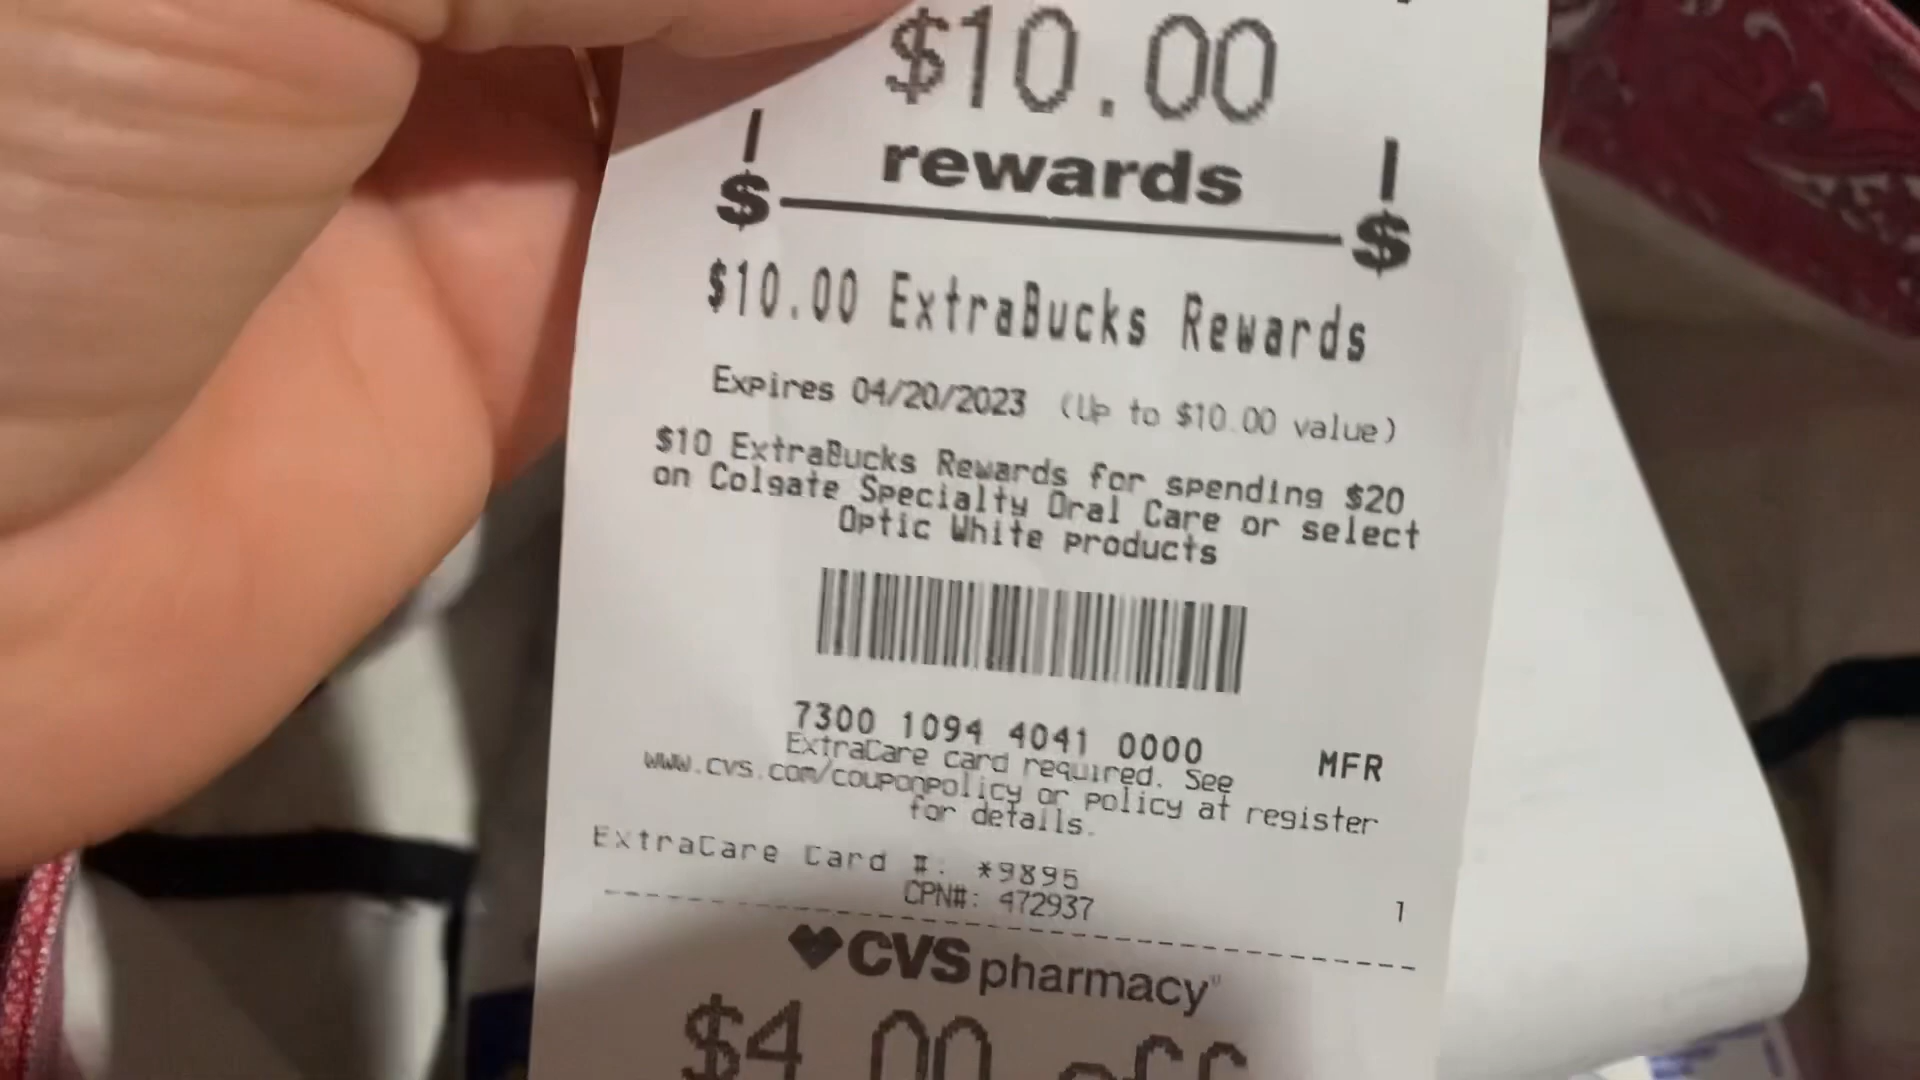 $10.00
rewards
$ $
$10.00 ExtraBucks Rewards
Expires 04/20/2023 (Up to $10.00 value)
$10 ExtraBucks Rewards for spending $20
on Colgate Specialty Oral Care or select
Optic White products
7300 1094 4041 0000 MFR
ExtraCare card required. See
www.cvs.com/couponpolicy or policy at register
for details.
ExtraCare Card #: *9895
CPN#: 472937 1
CVS pharmacy
$4.00 off